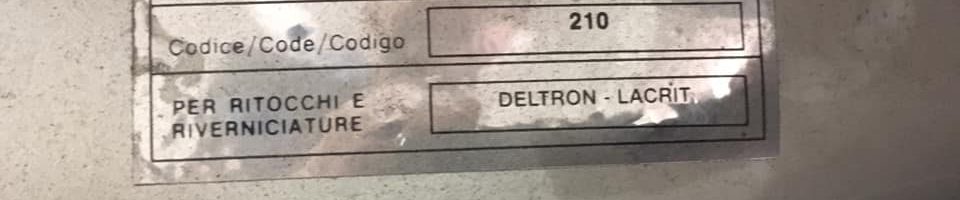 210
Codice/Code/Codigo
PER RITOCCHI E
RIVERNICIATURE
DELTRON - LACRIT